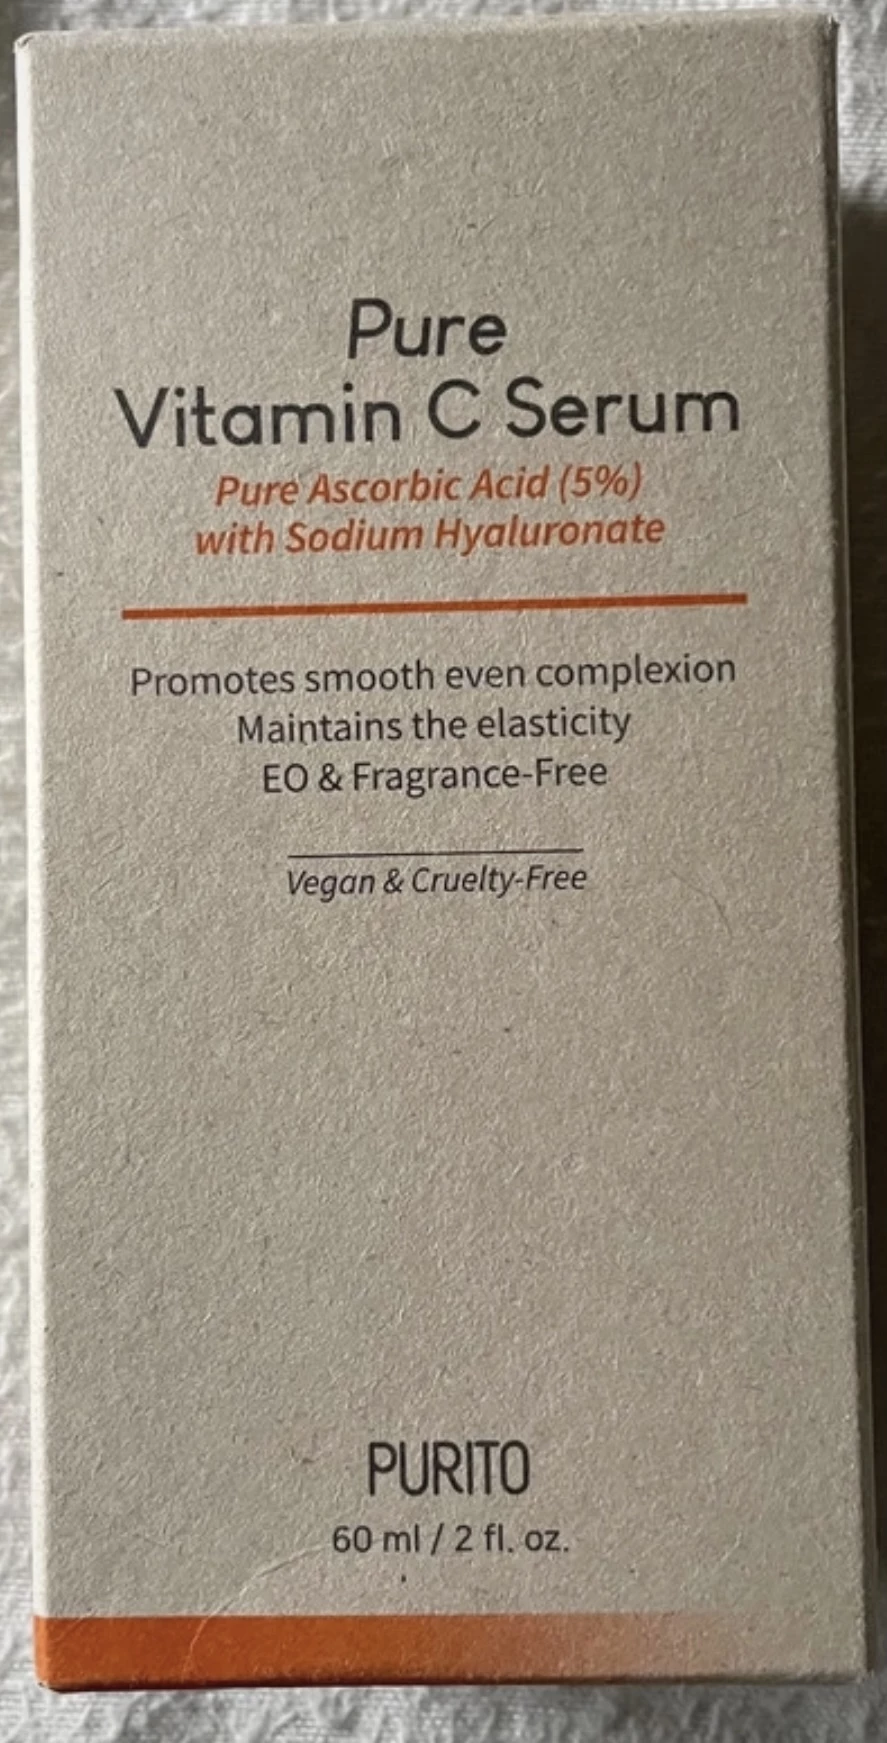 Pure
Vitamin C Serum
Pure Ascorbic Acid (5%)
with Sodium Hyaluronate
Promotes smooth even complexion
Maintains the elasticity
EO & Fragrance-Free
Vegan & Cruelty-Free
PURITO
60 ml / 2 fl. oz.